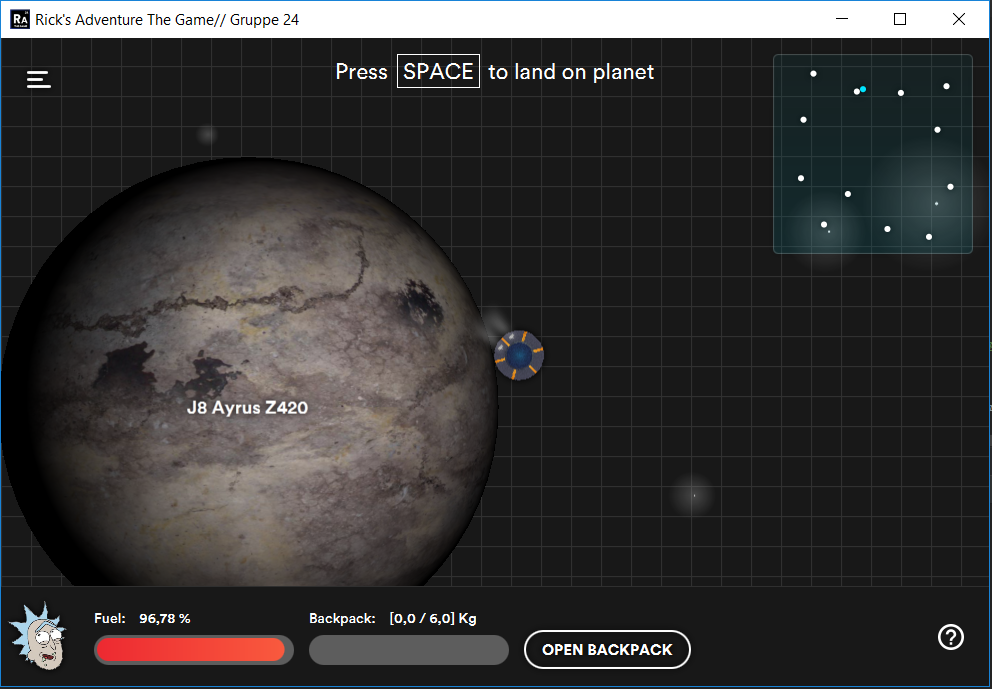 RA Rick's Adventure The Game// Gruppe 24
Press SPACE to land on planet
J8 Ayrus Z420
Fuel: 96,78 %
Backpack: [0,0 / 6,0] Kg
OPEN BACKPACK
?